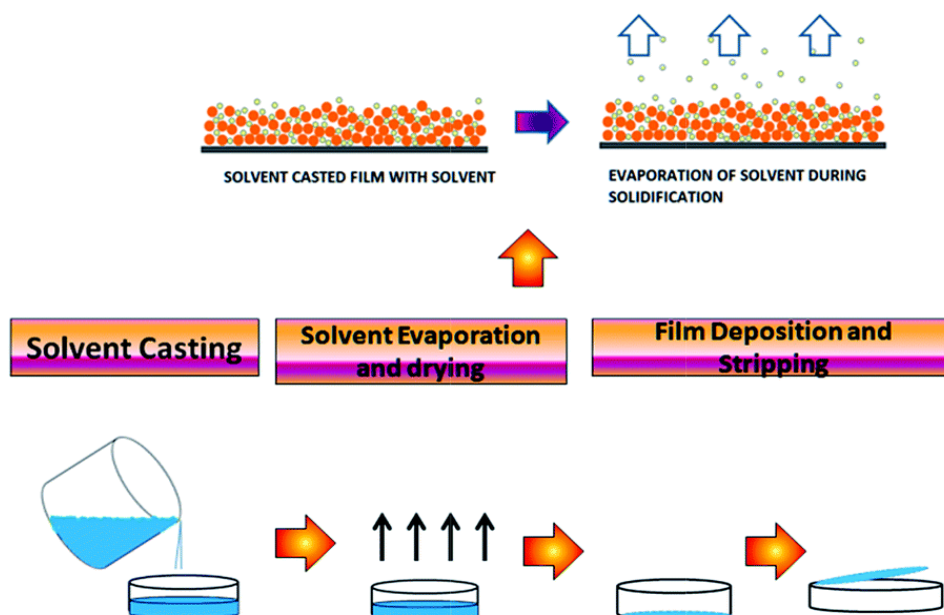 SOLVENT CASTED FILM WITH SOLVENT
EVAPORATION OF SOLVENT DURING
SOLIDIFICATION
Solvent Casting
Solvent Evaporation
and drying
Film Deposition and
Stripping